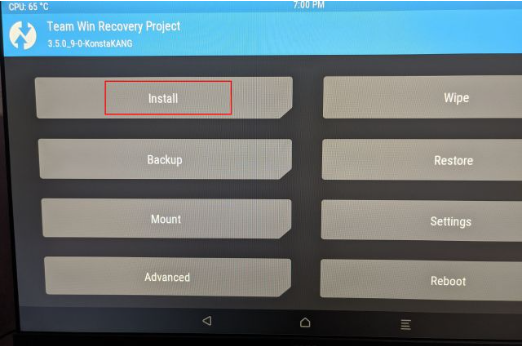 CPU: 65 °C 7:00 PM
Team Win Recovery Project
3.5.0_9-0-KonstaKANG
Install Wipe
Backup Restore
Mount Settings
Advanced Reboot